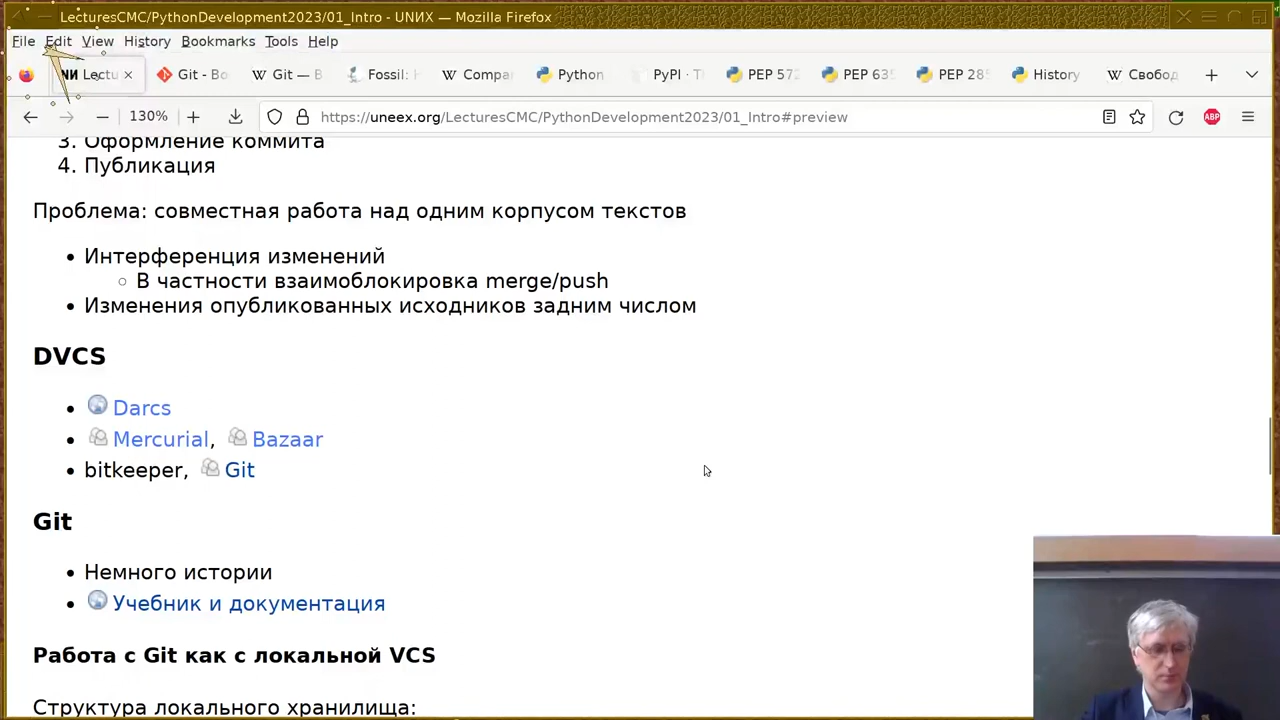 LecturesCMC/PythonDevelopment2023/01_Intro - UNИX — Mozilla Firefox
File Edit View History Bookmarks Tools Help
ИИ Lectu Git - Bo Git — В Fossil: Compa Python PyPI · T PEP 572 PEP 63 PEP 28 History Свобод
130% https://uneex.org/LecturesCMC/PythonDevelopment2023/01_Intro#preview ABP
3. Оформление коммита
4. Публикация
Проблема: совместная работа над одним корпусом текстов
• Интерференция изменений
◦ В частности взаимоблокировка merge/push
• Изменения опубликованных исходников задним числом
DVCS
• Darcs
• Mercurial, Bazaar
• bitkeeper, Git
Git
• Немного истории
• Учебник и документация
Работа с Git как с локальной VCS
Структура локального хранилища: